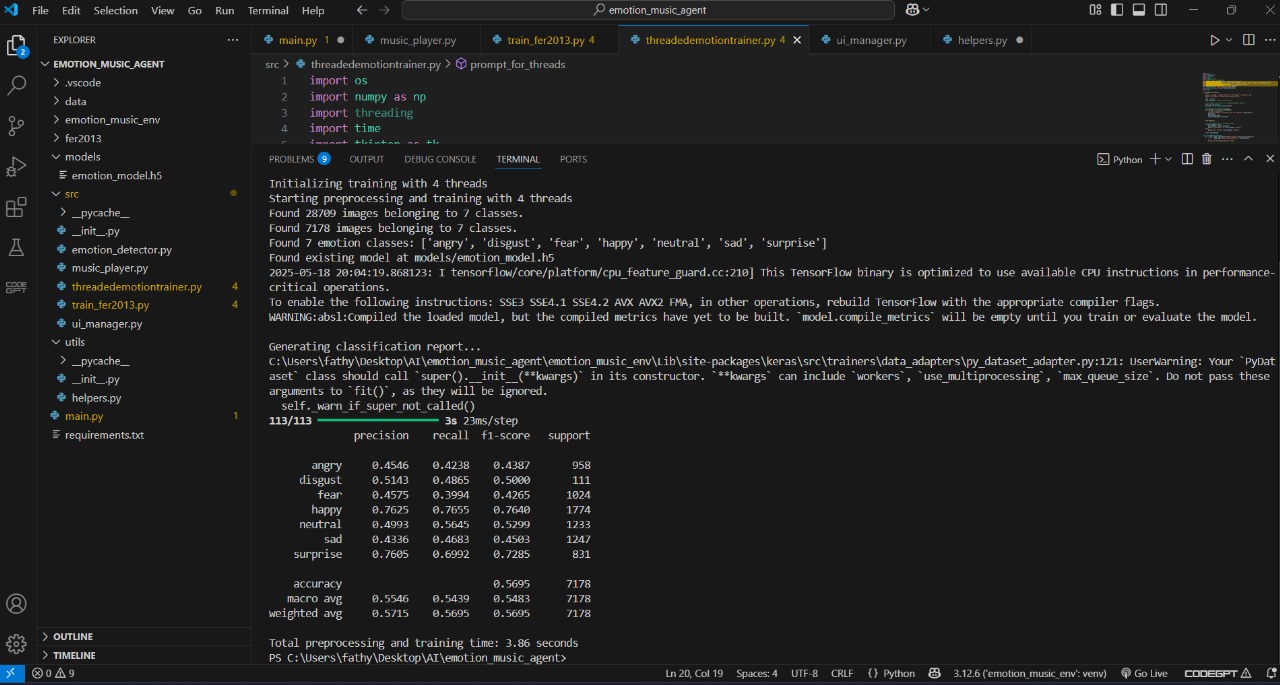 File Edit Selection View Go Run Terminal Help
emotion_music_agent
EXPLORER
main.py 1
music_player.py
train_fer2013.py 4
threadedemotiontrainer.py 4
ui_manager.py
helpers.py
EMOTION_MUSIC_AGENT
.vscode
data
emotion_music_env
fer2013
models
emotion_model.h5
src
__pycache__
__init__.py
emotion_detector.py
music_player.py
threadedemotiontrainer.py 4
train_fer2013.py 4
ui_manager.py
utils
__pycache__
__init__.py
helpers.py
main.py 1
requirements.txt
OUTLINE
TIMELINE
2
CODE
GPT
src > threadedemotiontrainer.py > prompt_for_threads
1 import os
2 import numpy as np
3 import threading
4 import time
5 import tkinter as tk
PROBLEMS 9 OUTPUT DEBUG CONSOLE TERMINAL PORTS
Python
Initializing training with 4 threads
Starting preprocessing and training with 4 threads
Found 28709 images belonging to 7 classes.
Found 7178 images belonging to 7 classes.
Found 7 emotion classes: ['angry', 'disgust', 'fear', 'happy', 'neutral', 'sad', 'surprise']
Found existing model at models/emotion_model.h5
2025-05-18 20:04:19.868123: I tensorflow/core/platform/cpu_feature_guard.cc:210] This TensorFlow binary is optimized to use available CPU instructions in performance-
critical operations.
To enable the following instructions: SSE3 SSE4.1 SSE4.2 AVX AVX2 FMA, in other operations, rebuild TensorFlow with the appropriate compiler flags.
WARNING:absl:Compiled the loaded model, but the compiled metrics have yet to be built. `model.compile_metrics` will be empty until you train or evaluate the model.
Generating classification report...
C:\Users\fathy\Desktop\AI\emotion_music_agent\emotion_music_env\Lib\site-packages\keras\src\trainers\data_adapters\py_dataset_adapter.py:121: UserWarning: Your `PyDat
aset` class should call `super().__init__(**kwargs)` in its constructor. `**kwargs` can include `workers`, `use_multiprocessing`, `max_queue_size`. Do not pass these
arguments to `fit()`, as they will be ignored.
self._warn_if_super_not_called()
113/113 3s 23ms/step
precision recall f1-score support
angry 0.4546 0.4238 0.4387 958
disgust 0.5143 0.4865 0.5000 111
fear 0.4575 0.3994 0.4265 1024
happy 0.7625 0.7655 0.7640 1774
neutral 0.4993 0.5645 0.5299 1233
sad 0.4336 0.4683 0.4503 1247
surprise 0.7605 0.6992 0.7285 831
accuracy 0.5695 7178
macro avg 0.5546 0.5439 0.5483 7178
weighted avg 0.5715 0.5695 0.5695 7178
Total preprocessing and training time: 3.86 seconds
PS C:\Users\fathy\Desktop\AI\emotion_music_agent>
0 9
Ln 20, Col 19 Spaces: 4 UTF-8 CRLF {} Python 3.12.6 ('emotion_music_env': venv) Go Live CODEGPT